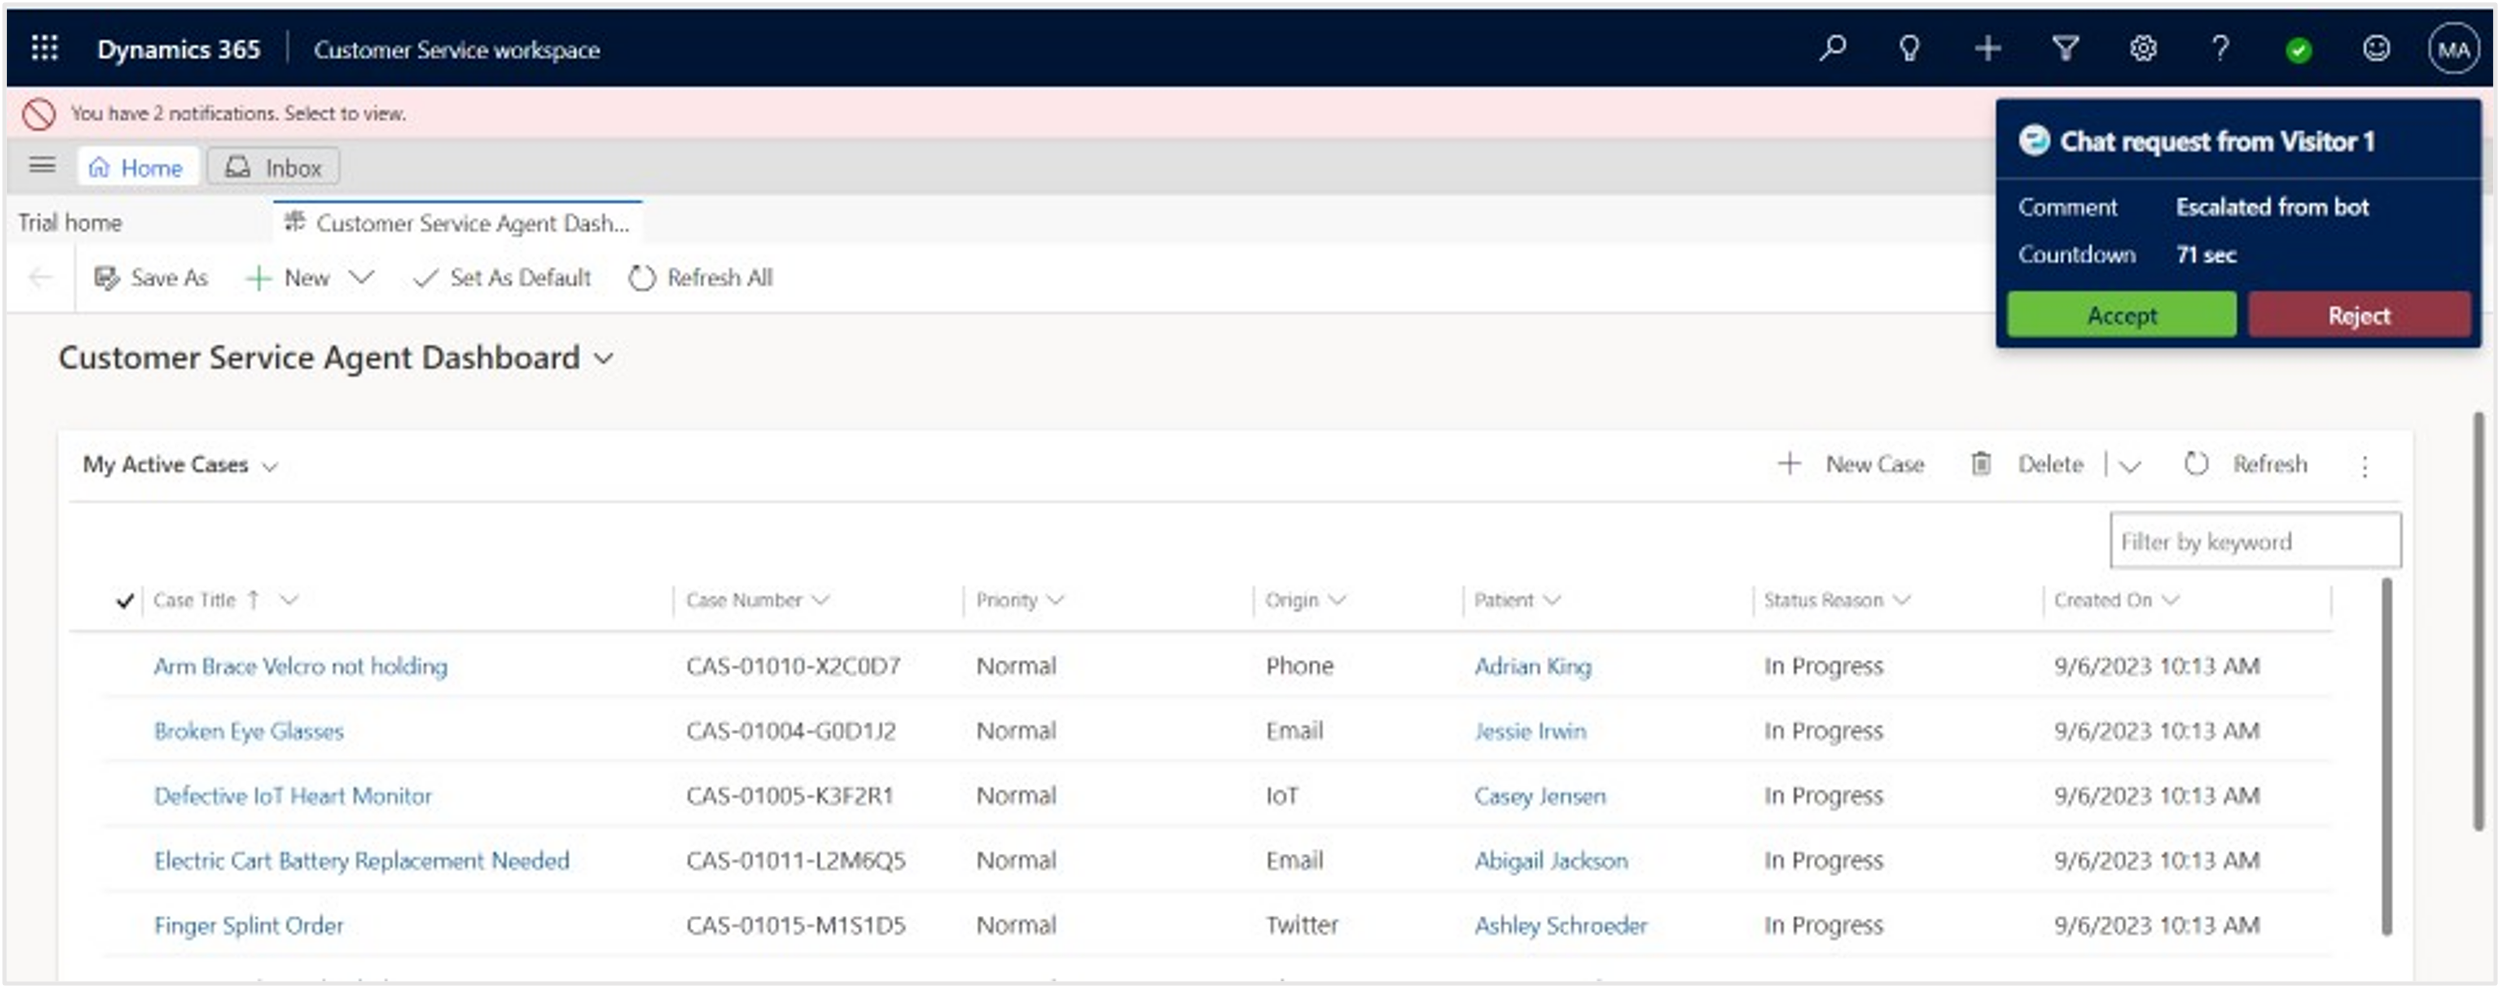 Dynamics 365 Customer Service workspace MA
You have 2 notifications. Select to view.
Chat request from Visitor 1
Comment Escalated from bot
Countdown 71 sec
Accept Reject
Home Inbox
Trial home Customer Service Agent Dash...
Save As New Set As Default Refresh All
Customer Service Agent Dashboard
My Active Cases New Case Delete Refresh
Filter by keyword
Case Title Case Number Priority Origin Patient Status Reason Created On
Arm Brace Velcro not holding CAS-01010-X2C0D7 Normal Phone Adrian King In Progress 9/6/2023 10:13 AM
Broken Eye Glasses CAS-01004-G0D1J2 Normal Email Jessie Irwin In Progress 9/6/2023 10:13 AM
Defective IoT Heart Monitor CAS-01005-K3F2R1 Normal IoT Casey Jensen In Progress 9/6/2023 10:13 AM
Electric Cart Battery Replacement Needed CAS-01011-L2M6Q5 Normal Email Abigail Jackson In Progress 9/6/2023 10:13 AM
Finger Splint Order CAS-01015-M1S1D5 Normal Twitter Ashley Schroeder In Progress 9/6/2023 10:13 AM